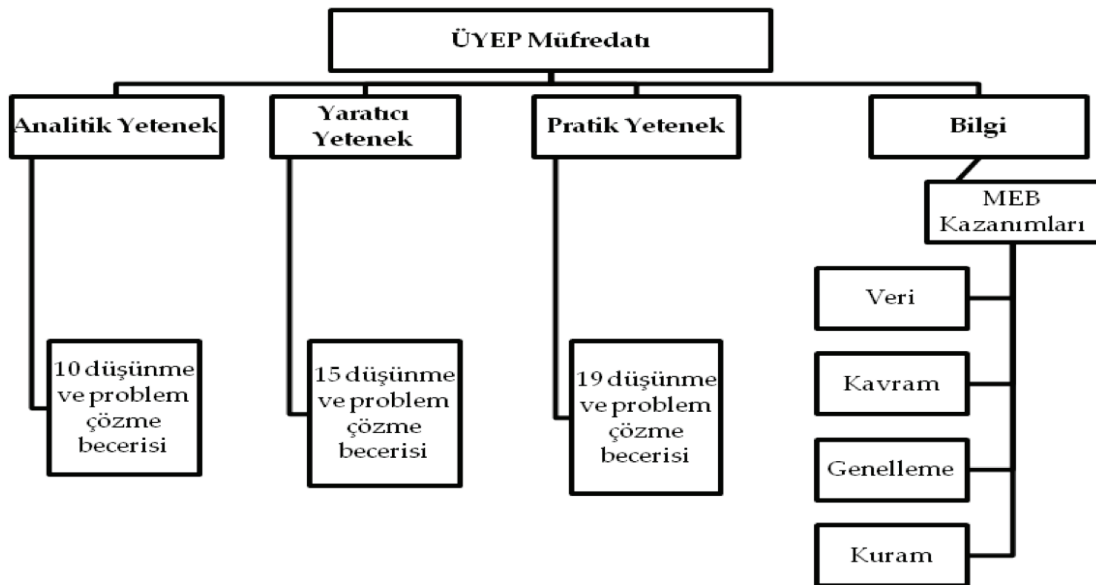 ÜYEP Müfredatı
Analitik Yetenek
Yaratıcı
Yetenek
Pratik Yetenek
Bilgi
MEB
Kazanımları
Veri
Kavram
Genelleme
Kuram
10 düşünme
ve problem
çözme
becerisi
15 düşünme
ve problem
çözme
becerisi
19 düşünme
ve problem
çözme
becerisi